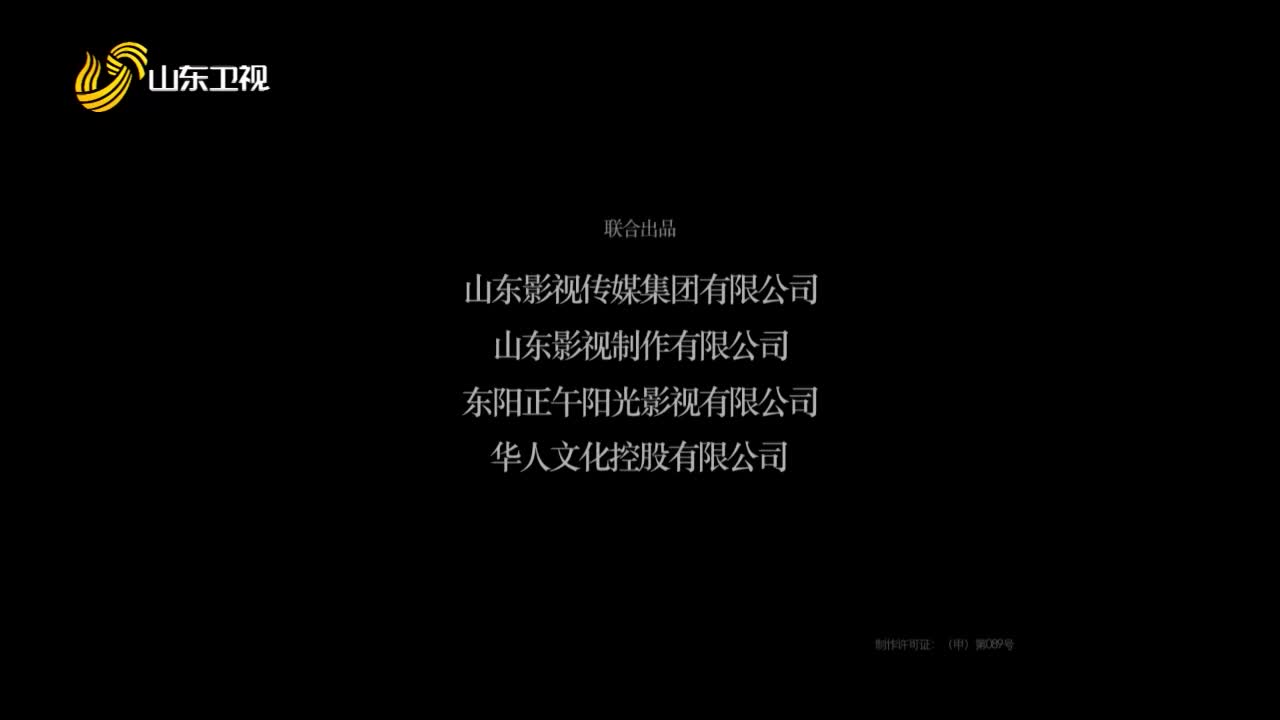 山东卫视
联合出品
山东影视传媒集团有限公司
山东影视制作有限公司
东阳正午阳光影视有限公司
华人文化控股有限公司
制作许可证：（甲）第089号